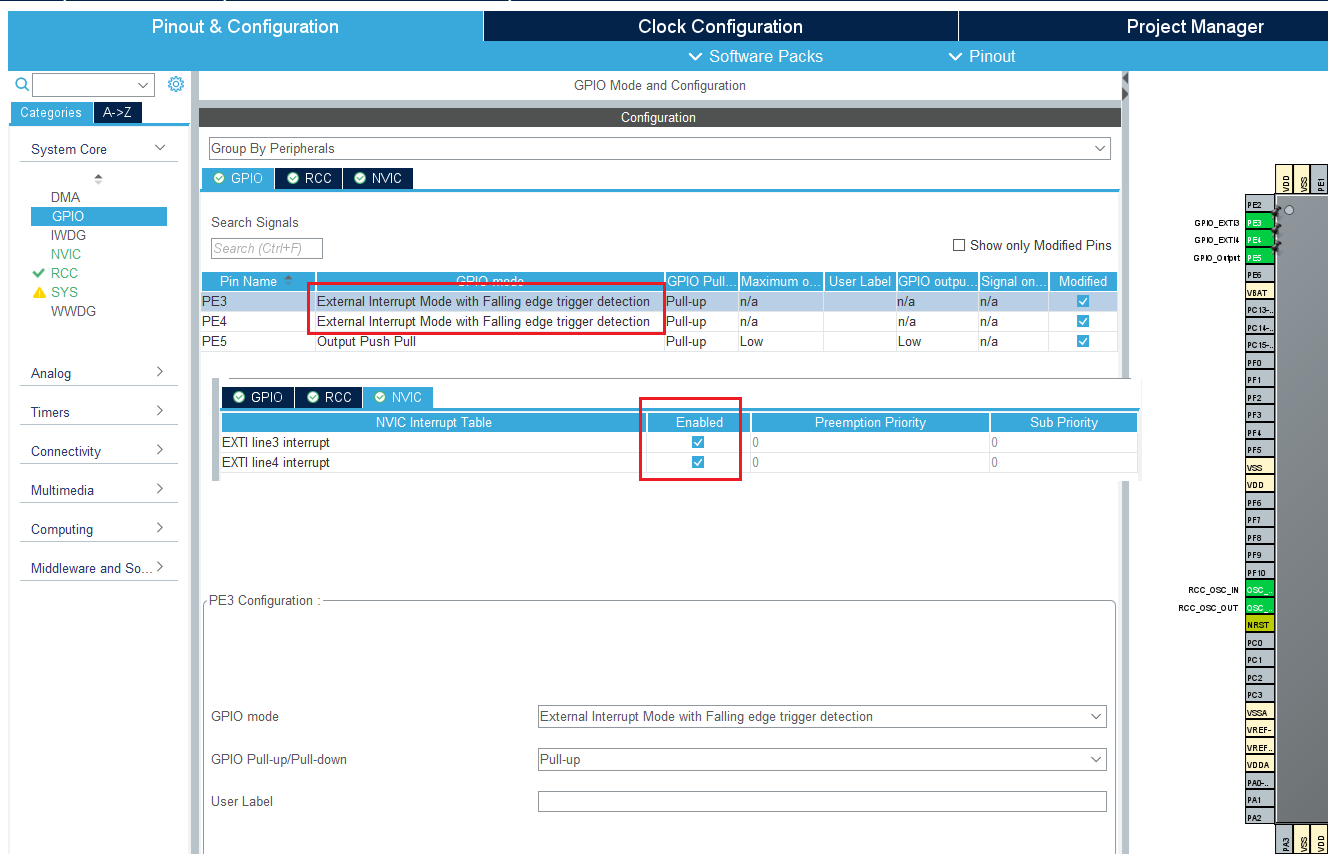 Pinout & Configuration
Clock Configuration
Project Manager
Software Packs
Pinout
GPIO Mode and Configuration
Categories
A->Z
System Core
DMA
GPIO
IWDG
NVIC
RCC
SYS
WWDG
Analog
Timers
Connectivity
Multimedia
Computing
Middleware and So...
Configuration
Group By Peripherals
GPIO RCC NVIC
Search Signals
Search (Ctrl+F)
Show only Modified Pins
Pin Name GPIO mode GPIO Pull... Maximum o... User Label GPIO outpu... Signal on... Modified
PE3 External Interrupt Mode with Falling edge trigger detection Pull-up n/a n/a n/a
PE4 External Interrupt Mode with Falling edge trigger detection Pull-up n/a n/a n/a
PE5 Output Push Pull Pull-up Low Low n/a
GPIO RCC NVIC
NVIC Interrupt Table Enabled Preemption Priority Sub Priority
EXTI line3 interrupt 0 0
EXTI line4 interrupt 0 0
PE3 Configuration :
GPIO mode External Interrupt Mode with Falling edge trigger detection
GPIO Pull-up/Pull-down Pull-up
User Label
VDD VSS PE1
PE2
GPIO_EXTI3 PE3
GPIO_EXTI4 PE4
GPIO_Output PE5
PE6
VBAT
PC13-..
PC14-..
PC15-..
PF0
PF1
PF2
PF3
PF4
PF5
VSS
VDD
PF6
PF7
PF8
PF9
PF10
RCC_OSC_IN OSC_..
RCC_OSC_OUT OSC_..
NRST
PC0
PC1
PC2
PC3
VSSA
VREF-
VREF..
VDDA
PA0-..
PA1
PA2
PA3 VSS VDD